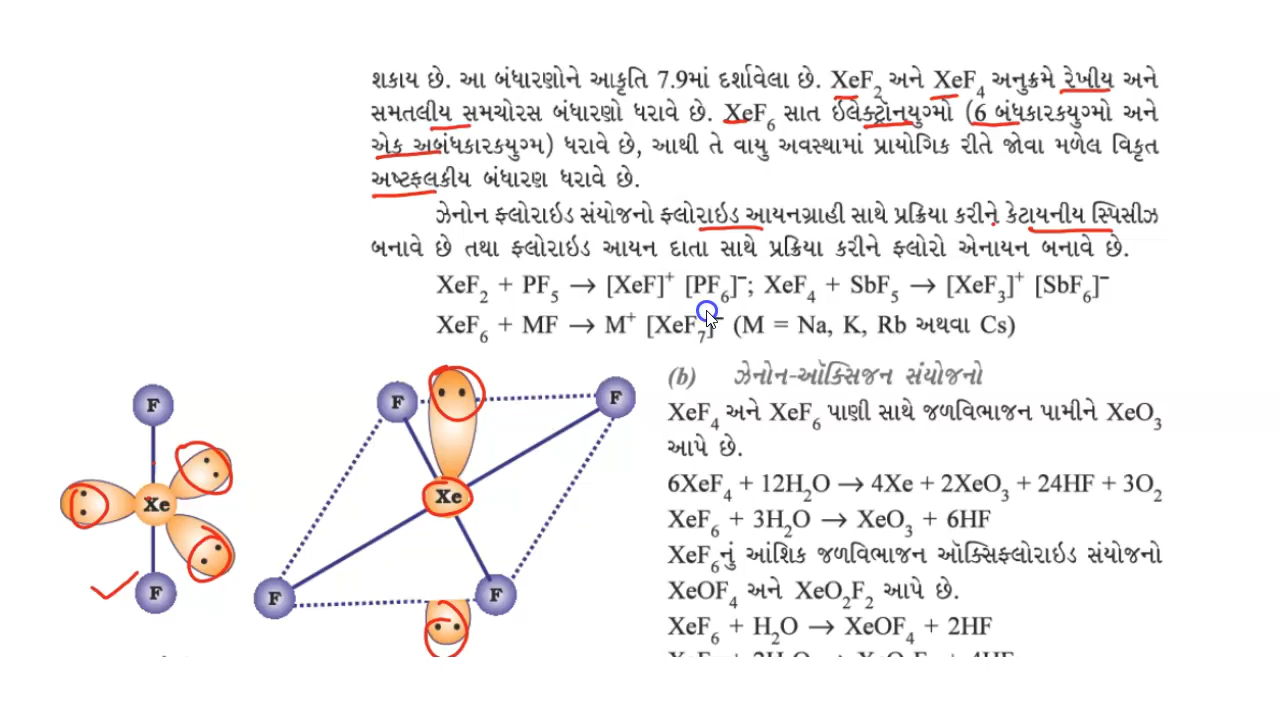 શકાય છે. આ બંધારણોને આકૃતિ 7.9માં દર્શાવેલા છે. XeF₂ અને XeF₄ અનુક્રમે રેખીય અને
સમતલીય સમચોરસ બંધારણો ધરાવે છે. XeF₆ સાત ઈલેક્ટ્રૉનયુગ્મો (6 બંધકારકયુગ્મો અને
એક અબંધકારકયુગ્મ) ધરાવે છે, આથી તે વાયુ અવસ્થામાં પ્રાયોગિક રીતે જોવા મળેલ વિકૃત
અષ્ટફલકીય બંધારણ ધરાવે છે.
ઝેનોન ફ્લોરાઇડ સંયોજનો ફ્લોરાઇડ આયનગ્રાહી સાથે પ્રક્રિયા કરીને કેટાયનીય સ્પિસીઝ
બનાવે છે તથા ફ્લોરાઇડ આયન દાતા સાથે પ્રક્રિયા કરીને ફ્લોરો એનાયન બનાવે છે.
XeF₂ + PF₅ → [XeF]⁺ [PF₆]⁻; XeF₄ + SbF₅ → [XeF₃]⁺ [SbF₆]⁻
XeF₆ + MF → M⁺ [XeF₇]⁻ (M = Na, K, Rb અથવા Cs)
(b) ઝેનોન-ઑક્સિજન સંયોજનો
XeF₄ અને XeF₆ પાણી સાથે જળવિભાજન પામીને XeO₃
આપે છે.
6XeF₄ + 12H₂O → 4Xe + 2XeO₃ + 24HF + 3O₂
XeF₆ + 3H₂O → XeO₃ + 6HF
XeF₆નું આંશિક જળવિભાજન ઑક્સિફ્લોરાઇડ સંયોજનો
XeOF₄ અને XeO₂F₂ આપે છે.
XeF₆ + H₂O → XeOF₄ + 2HF
F
Xe
F
F
F
Xe
F
F